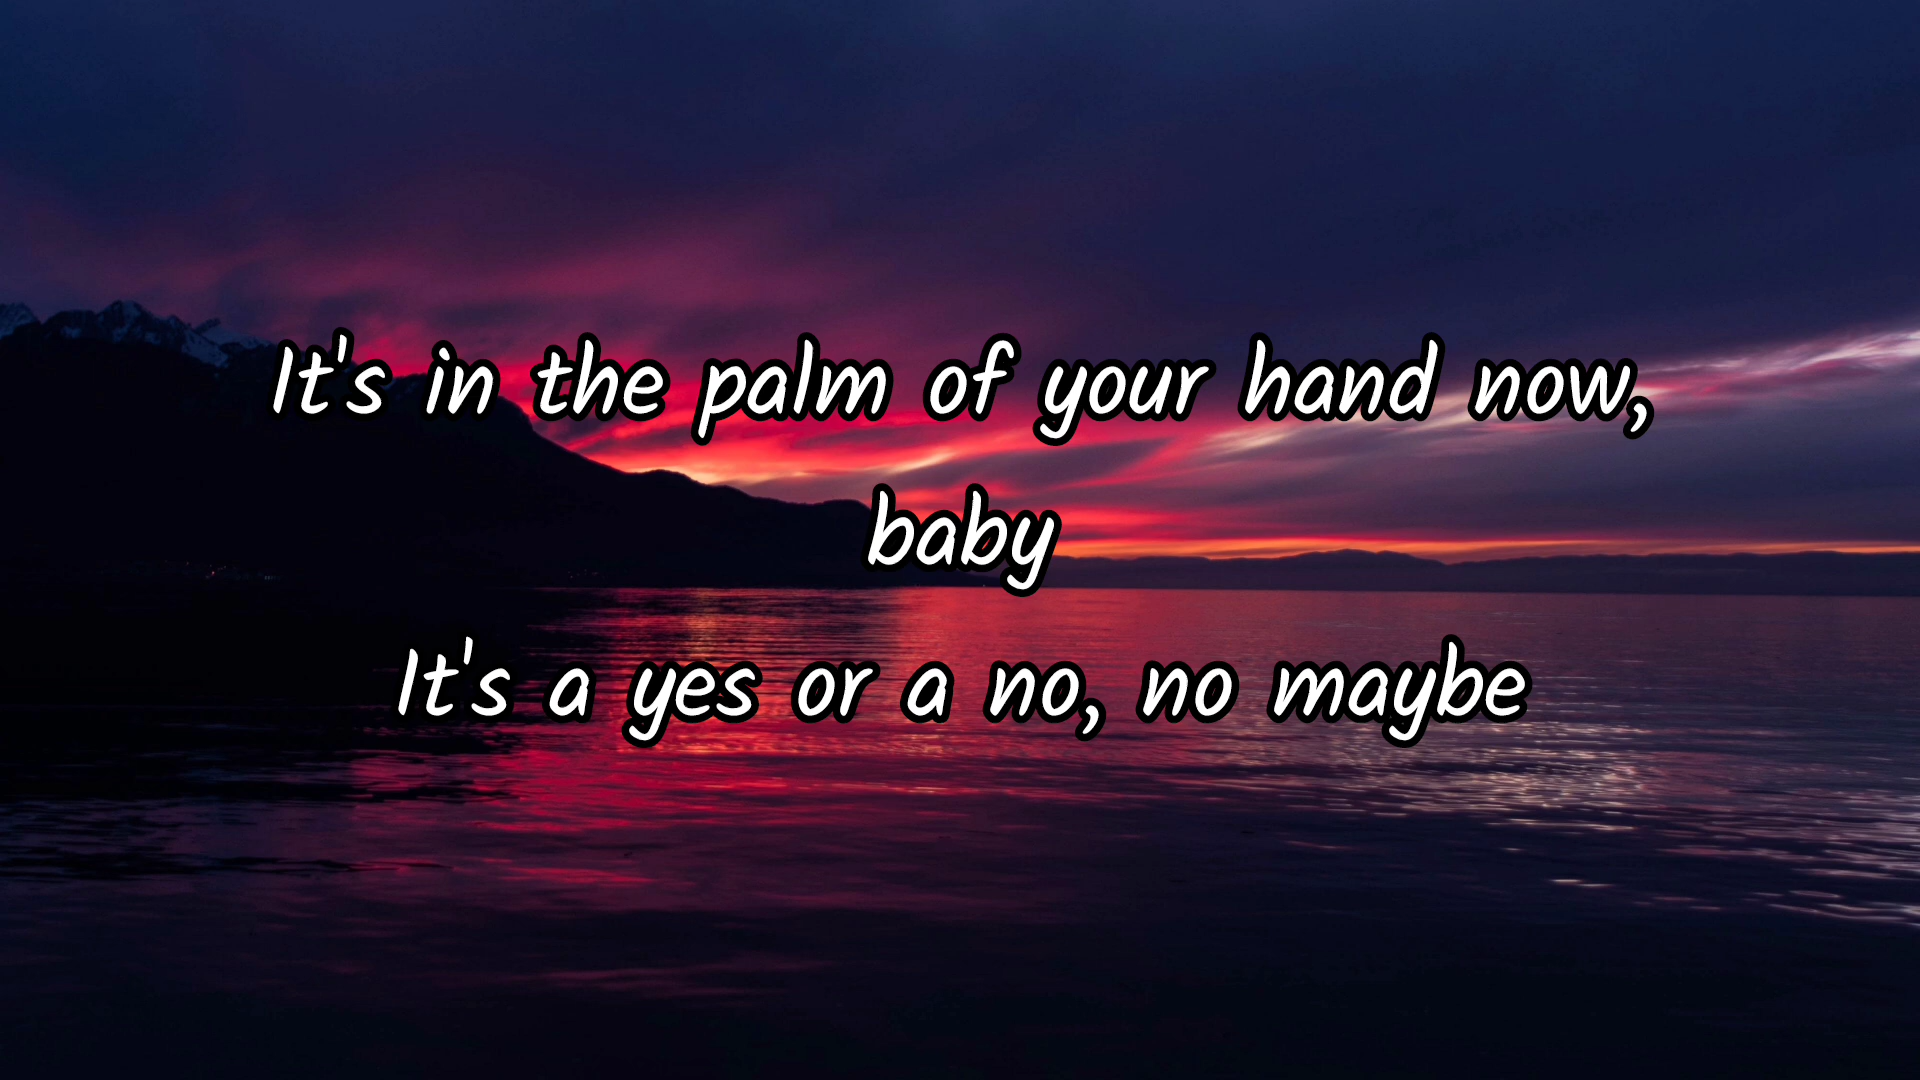 It's in the palm of your hand now,
baby
It's a yes or a no, no maybe